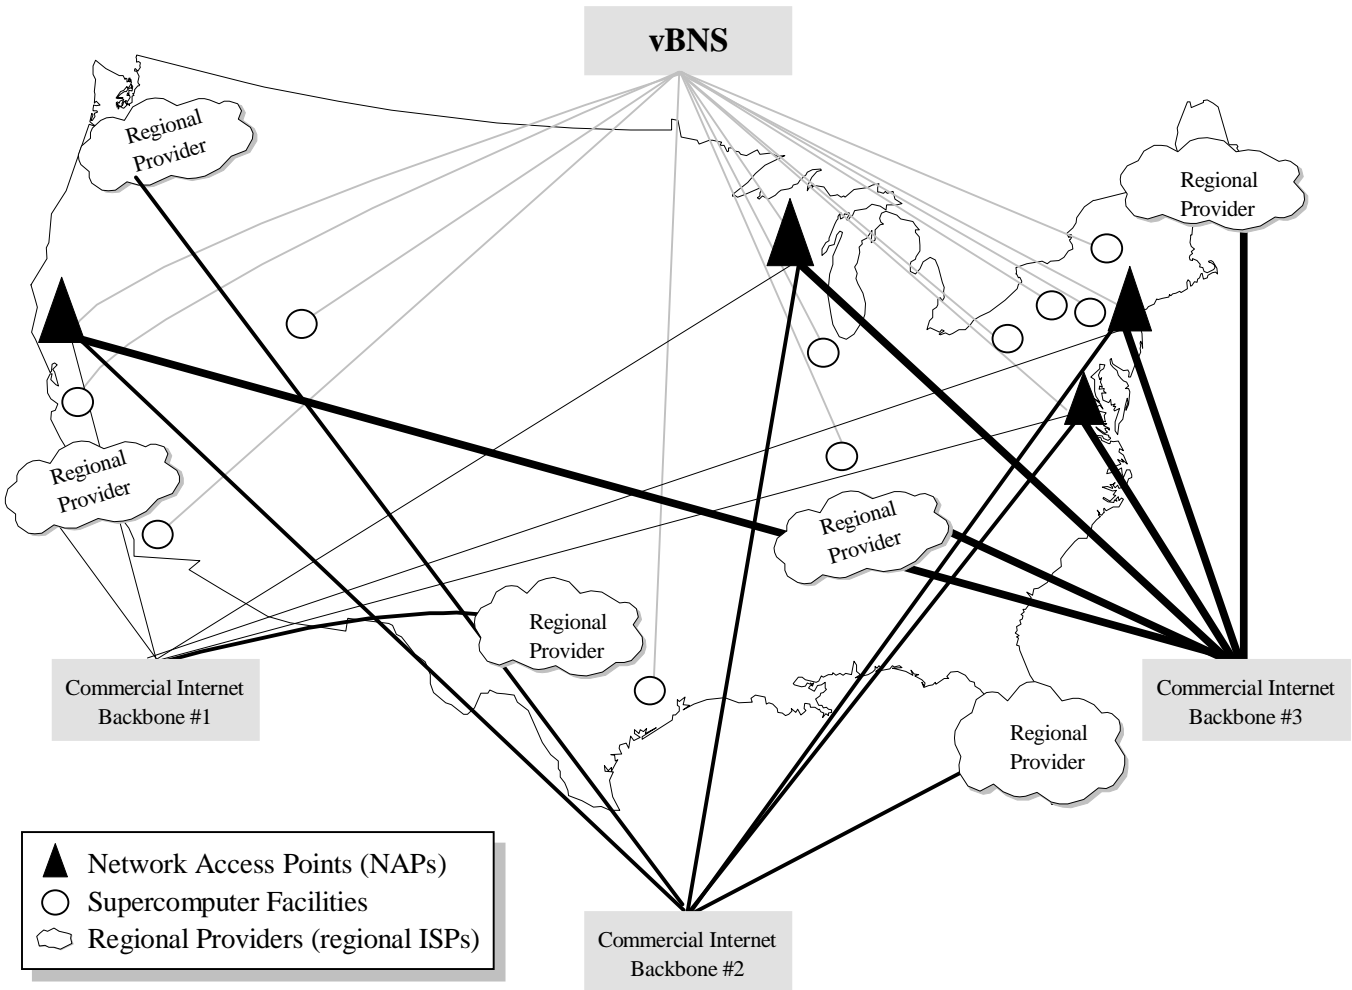 vBNS
Regional
Provider
Regional
Provider
Regional
Provider
Regional
Provider
Regional
Provider
Commercial Internet
Backbone #1
Commercial Internet
Backbone #3
Regional
Provider
Network Access Points (NAPs)
Supercomputer Facilities
Regional Providers (regional ISPs)
Commercial Internet
Backbone #2